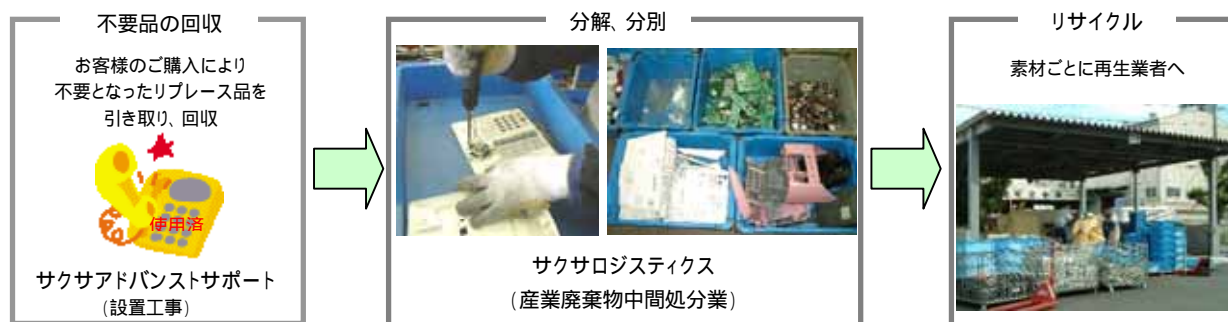 不要品の回収
お客様のご購入により
不要となったリプレース品を
引き取り、回収
使用済
サクサアドバンストサポート
(設置工事)
分解、分別
サクサロジスティクス
(産業廃棄物中間処分業)
リサイクル
素材ごとに再生業者へ